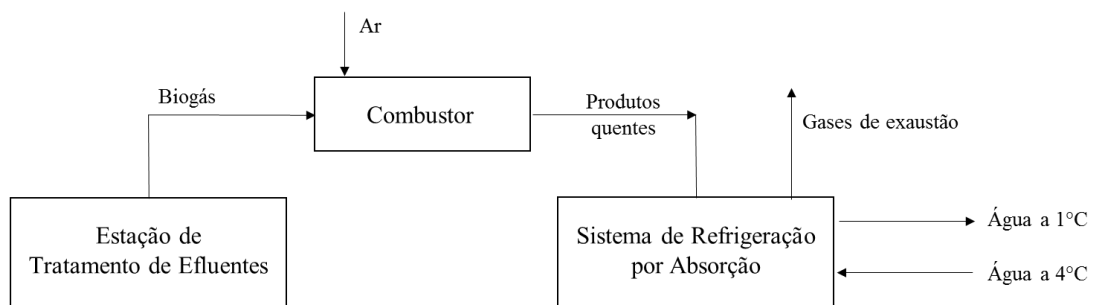 Ar
Biogás
Combustor
Produtos
quentes
Gases de exaustão
Estação de
Tratamento de Efluentes
Sistema de Refrigeração
por Absorção
Água a 1°C
Água a 4°C